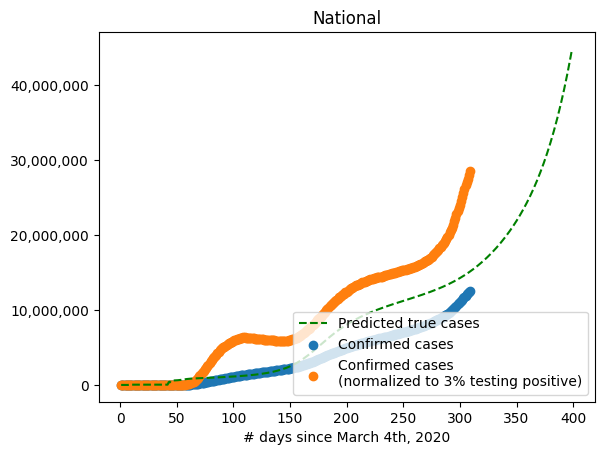 National
40,000,000
30,000,000
20,000,000
10,000,000
0
Predicted true cases
Confirmed cases
Confirmed cases
(normalized to 3% testing positive)
0 50 100 150 200 250 300 350 400
# days since March 4th, 2020